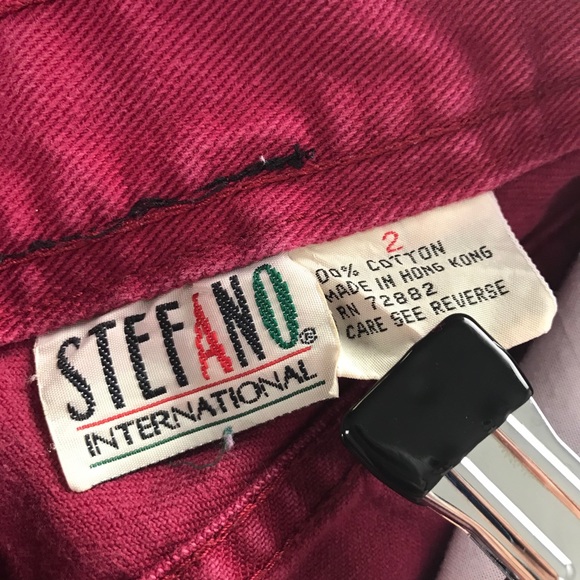 STEFANO®
INTERNATIONAL
2
00% COTTON
MADE IN HONG KONG
RN 72882
CARE SEE REVERSE